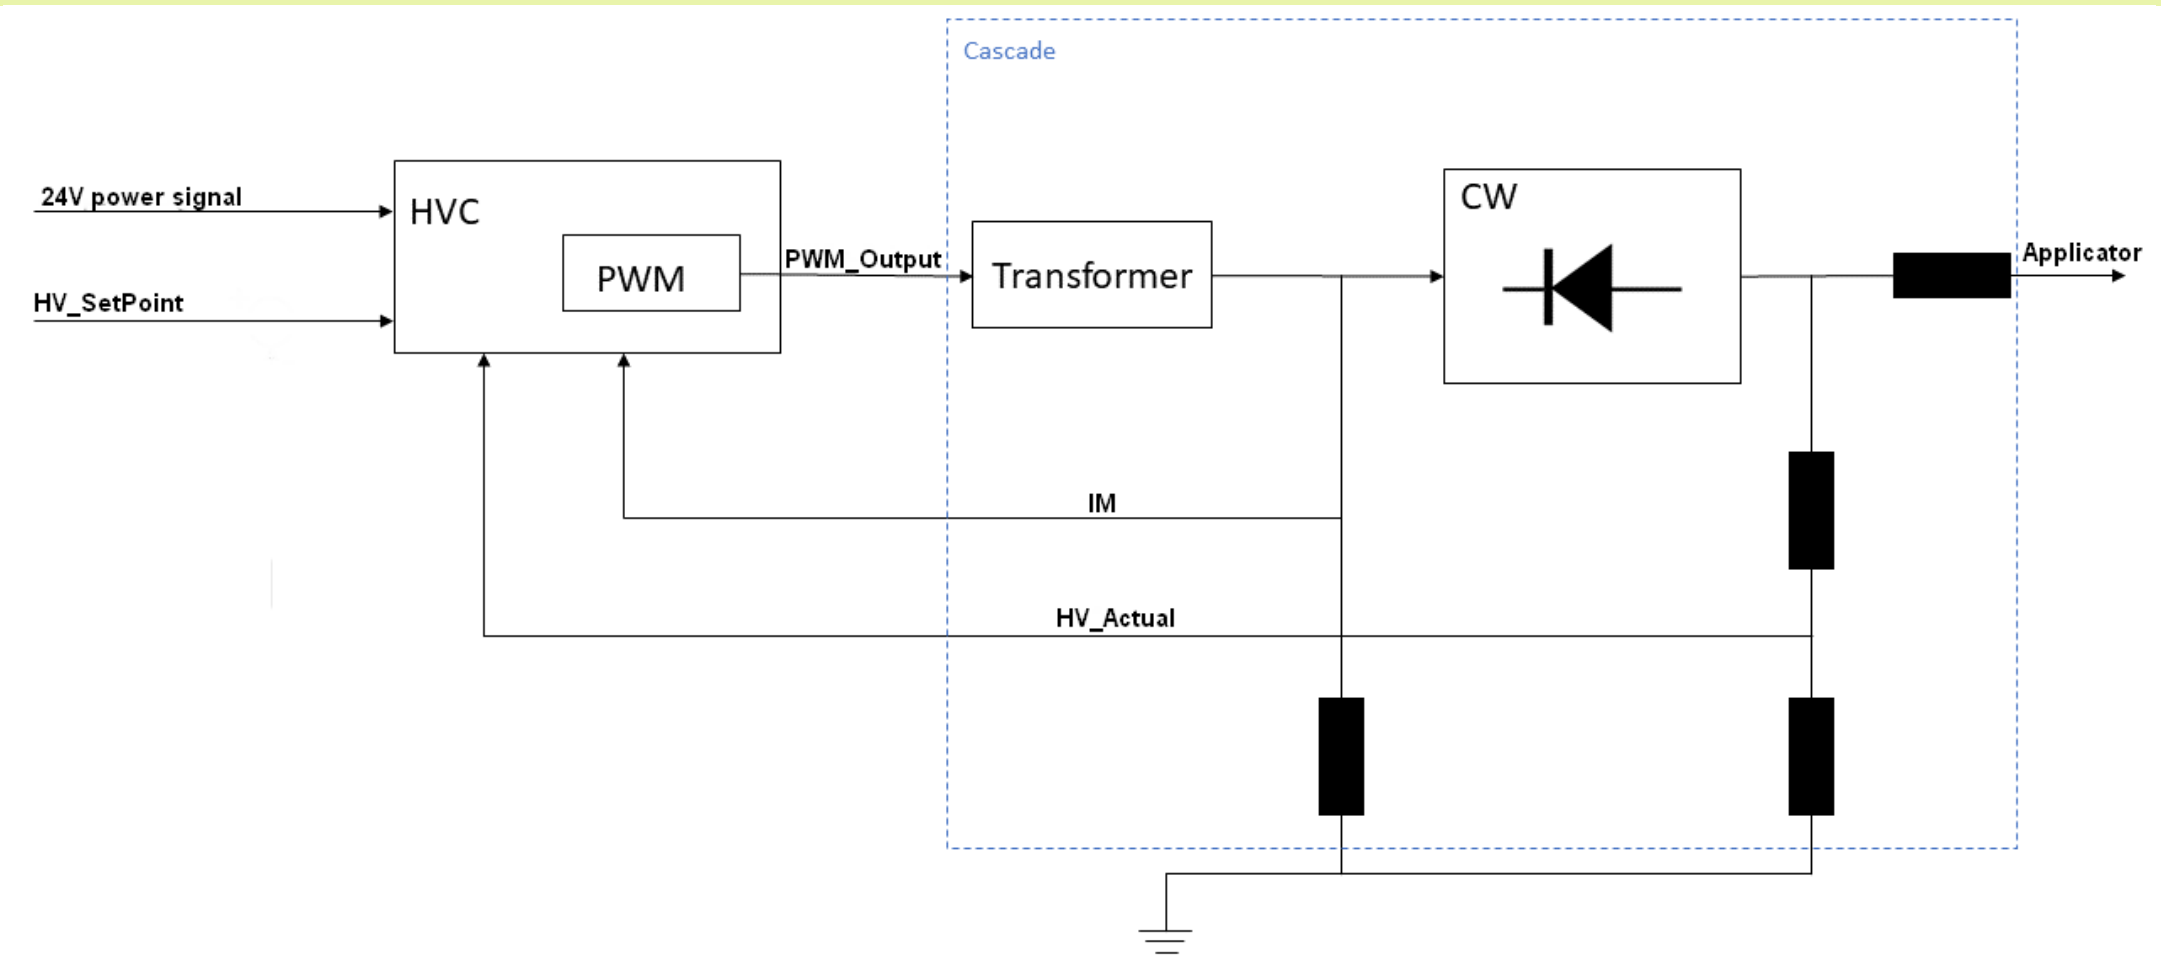 Cascade
24V power signal
HVC
CW
PWM_Output
Applicator
PWM
Transformer
HV_SetPoint
IM
HV_Actual